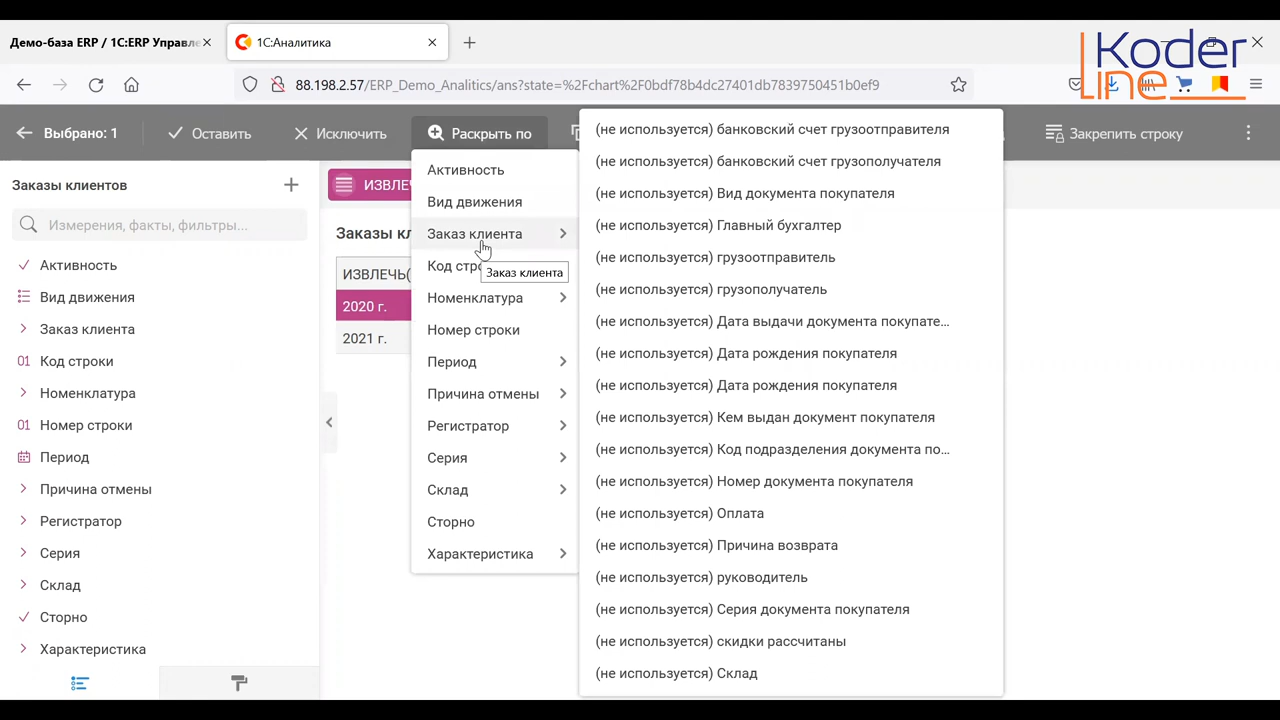 Демо-база ERP / 1С:ERP Управле
1С:Аналитика
Koder
line
88.198.2.57/ERP_Demo_Analitics/ans?state=%2Fchart%2F0bdf78b4dc27401db7839750451b0ef9
Выбрано: 1
Оставить
Исключить
Раскрыть по
Закрепить строку
Заказы клиентов
Измерения, факты, фильтры...
Активность
Вид движения
Заказ клиента
01 Код строки
Номенклатура
01 Номер строки
Период
Причина отмены
Регистратор
Серия
Склад
Сторно
Характеристика
ИЗВЛЕЧ
Заказы кл
ИЗВЛЕЧЬ(
2020 г.
2021 г.
Активность
Вид движения
Заказ клиента
Код стро
Заказ клиента
Номенклатура
Номер строки
Период
Причина отмены
Регистратор
Серия
Склад
Сторно
Характеристика
(не используется) банковский счет грузоотправителя
(не используется) банковский счет грузополучателя
(не используется) Вид документа покупателя
(не используется) Главный бухгалтер
(не используется) грузоотправитель
(не используется) грузополучатель
(не используется) Дата выдачи документа покупате...
(не используется) Дата рождения покупателя
(не используется) Дата рождения покупателя
(не используется) Кем выдан документ покупателя
(не используется) Код подразделения документа по...
(не используется) Номер документа покупателя
(не используется) Оплата
(не используется) Причина возврата
(не используется) руководитель
(не используется) Серия документа покупателя
(не используется) скидки рассчитаны
(не используется) Склад